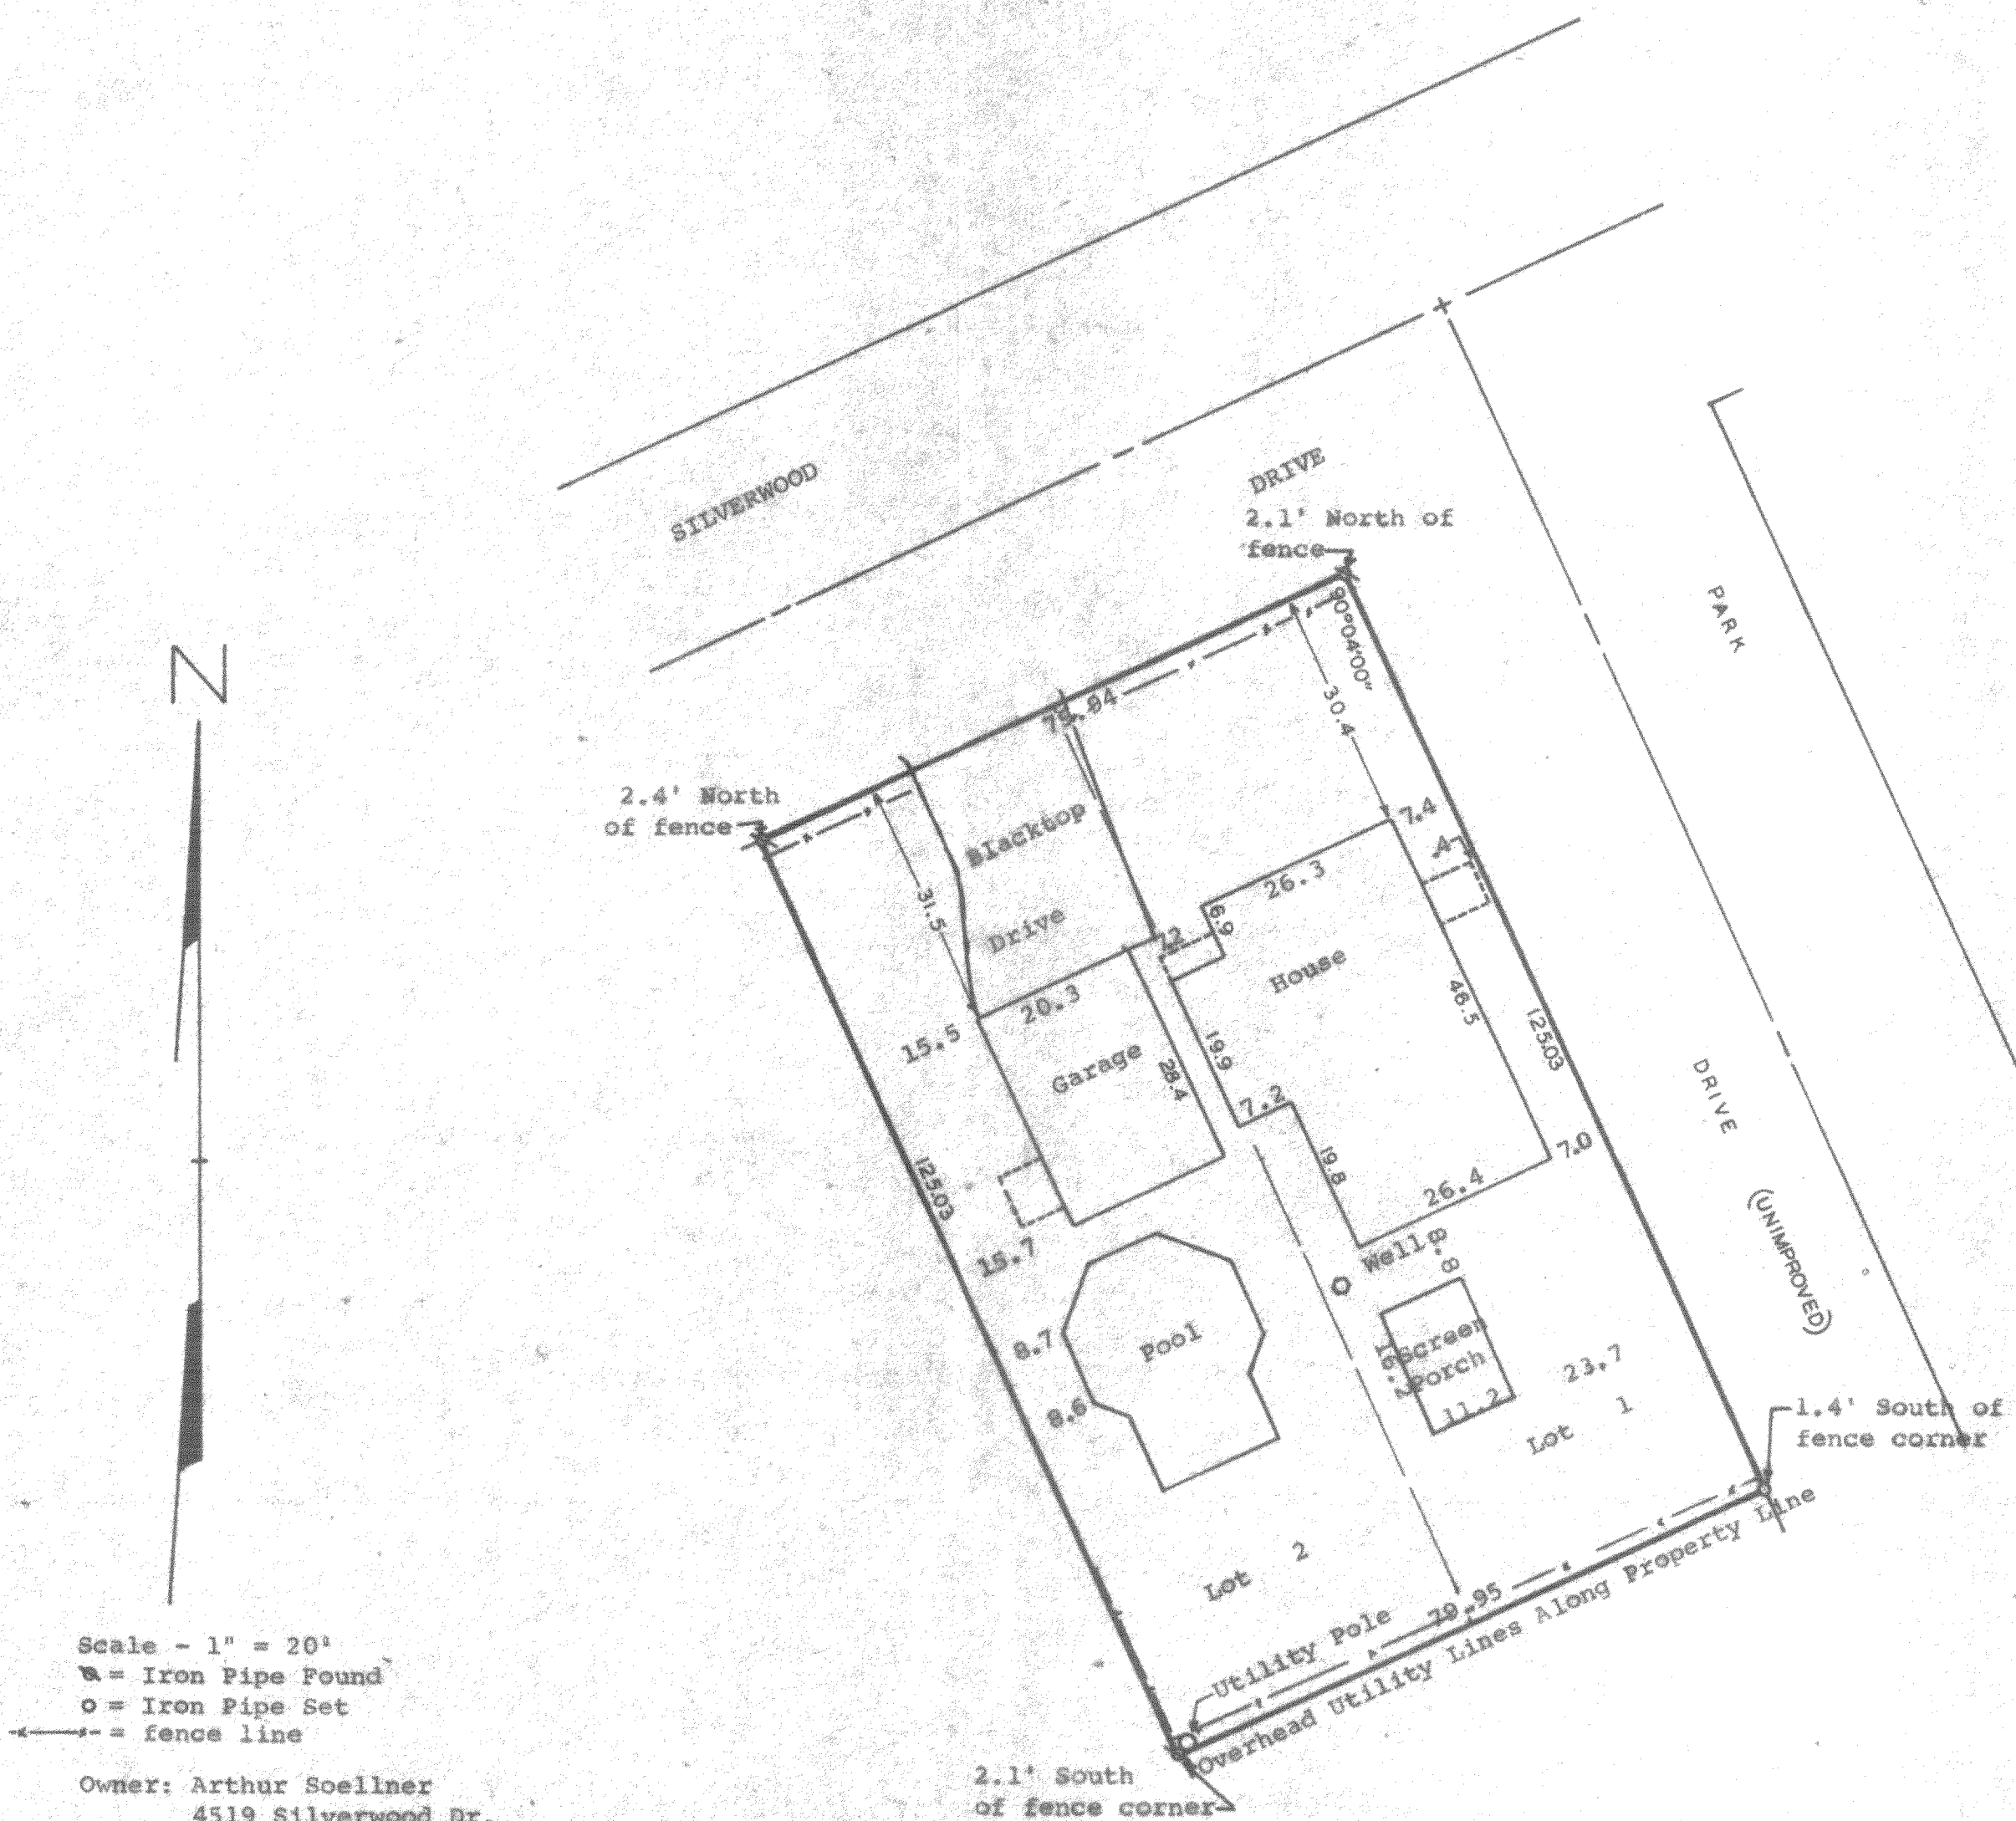 SILVERWOOD DRIVE
2.1' North of
fence
90°04'00"
PARK DRIVE
(UNIMPROVED)
30.4
2.4' North
of fence
Blacktop
Drive
31.5
7.4
.4
26.3
6.9
House
46.5
125.03
20.3
15.5
Garage
28.4
19.9
7.2
19.8
26.4
7.0
125.03
15.7
Well
8.8
Pool
8.7
8.6
Screen
Porch
16.2
11.2
23.7
Lot 1
1.4' South of
fence corner
Lot 2
79.95
Utility Pole
Overhead Utility Lines Along Property Line
2.1' South
of fence corner
N
Scale - 1" = 20'
= Iron Pipe Found
o = Iron Pipe Set
= fence line
Owner: Arthur Soellner
4519 Silverwood Dr.